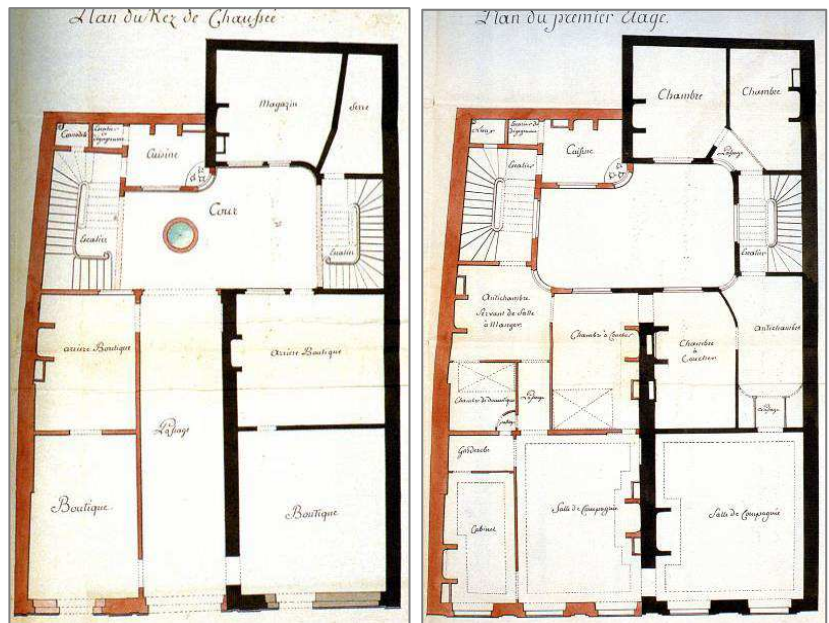 Plan du Rez de Chaussée.
Magazin
Serre
Cuisine
Cour
Escalier
Escalier
arrière Boutique
Arrière Boutique
Passage
Boutique
Boutique
Plan du premier Etage.
Chambre
Chambre
Passage
Escalier
Cuisine
Escalier
Antichambre
Servant de Salle
à Manger
Chambre à Coucher
Chambre
à
Coucher
Antichambre
Chambre de domestique
Passage
Passage
Garderobe
Cabinet
Salle de Compagnie
Salle de Compagnie